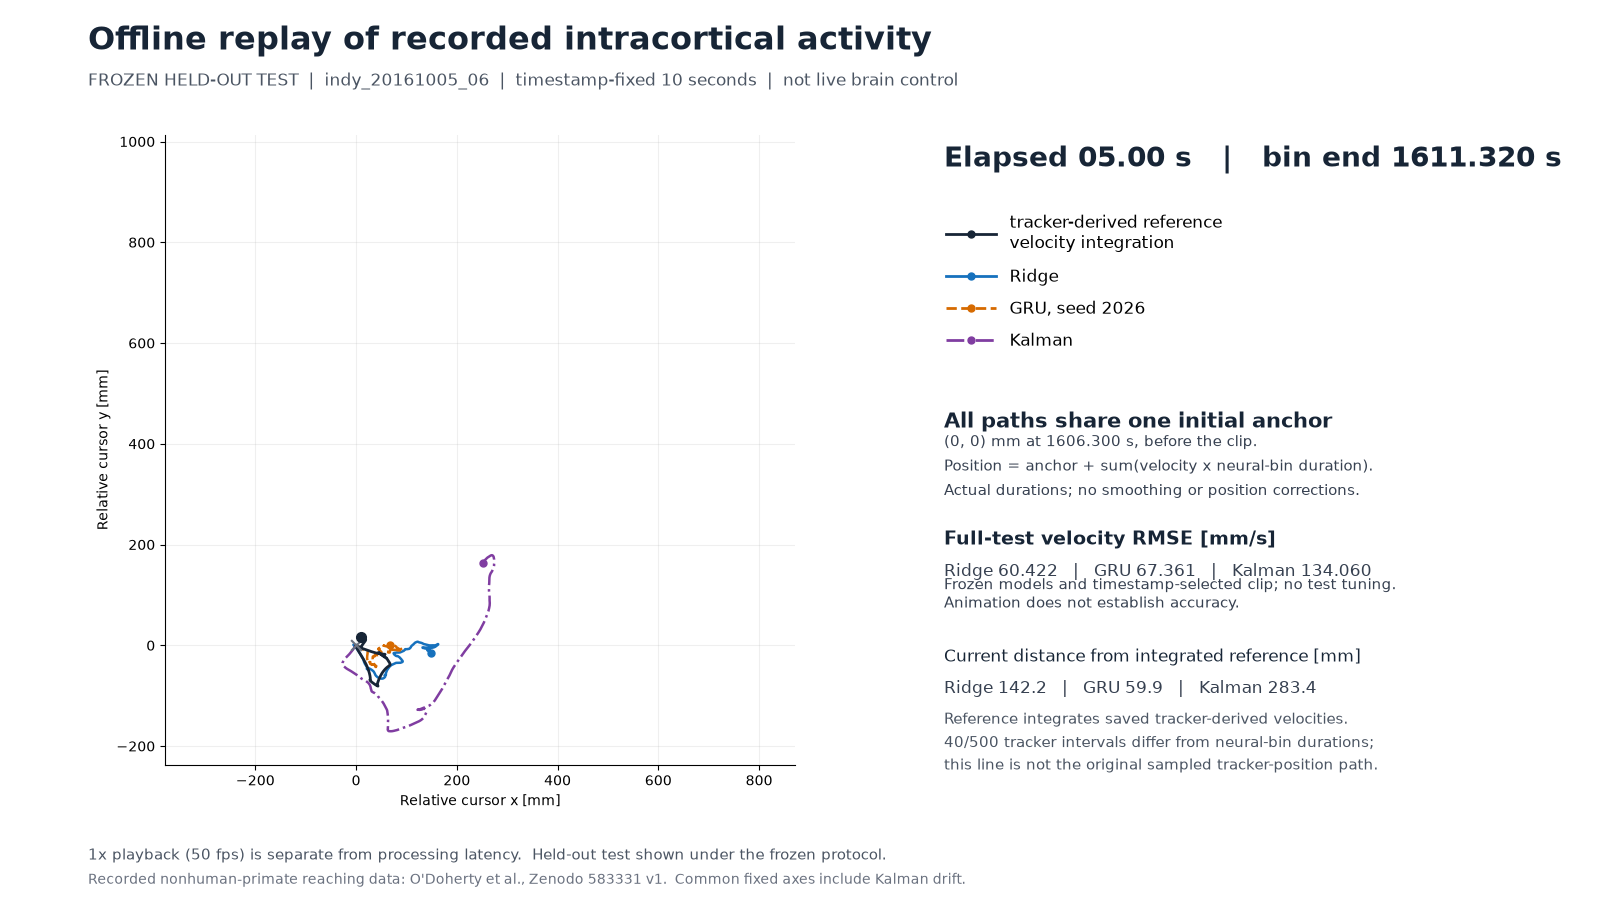 Offline replay of recorded intracortical activity
FROZEN HELD-OUT TEST | indy_20161005_06 | timestamp-fixed 10 seconds | not live brain control
1000
800
600
400
200
0
−200
−200
0
200
400
600
800
Relative cursor y [mm]
Relative cursor x [mm]
Elapsed 05.00 s | bin end 1611.320 s
tracker-derived reference
velocity integration
Ridge
GRU, seed 2026
Kalman
All paths share one initial anchor
(0, 0) mm at 1606.300 s, before the clip.
Position = anchor + sum(velocity x neural-bin duration).
Actual durations; no smoothing or position corrections.
Full-test velocity RMSE [mm/s]
Ridge 60.422 | GRU 67.361 | Kalman 134.060
Frozen models and timestamp-selected clip; no test tuning.
Animation does not establish accuracy.
Current distance from integrated reference [mm]
Ridge 142.2 | GRU 59.9 | Kalman 283.4
Reference integrates saved tracker-derived velocities.
40/500 tracker intervals differ from neural-bin durations;
this line is not the original sampled tracker-position path.
1x playback (50 fps) is separate from processing latency. Held-out test shown under the frozen protocol.
Recorded nonhuman-primate reaching data: O'Doherty et al., Zenodo 583331 v1. Common fixed axes include Kalman drift.